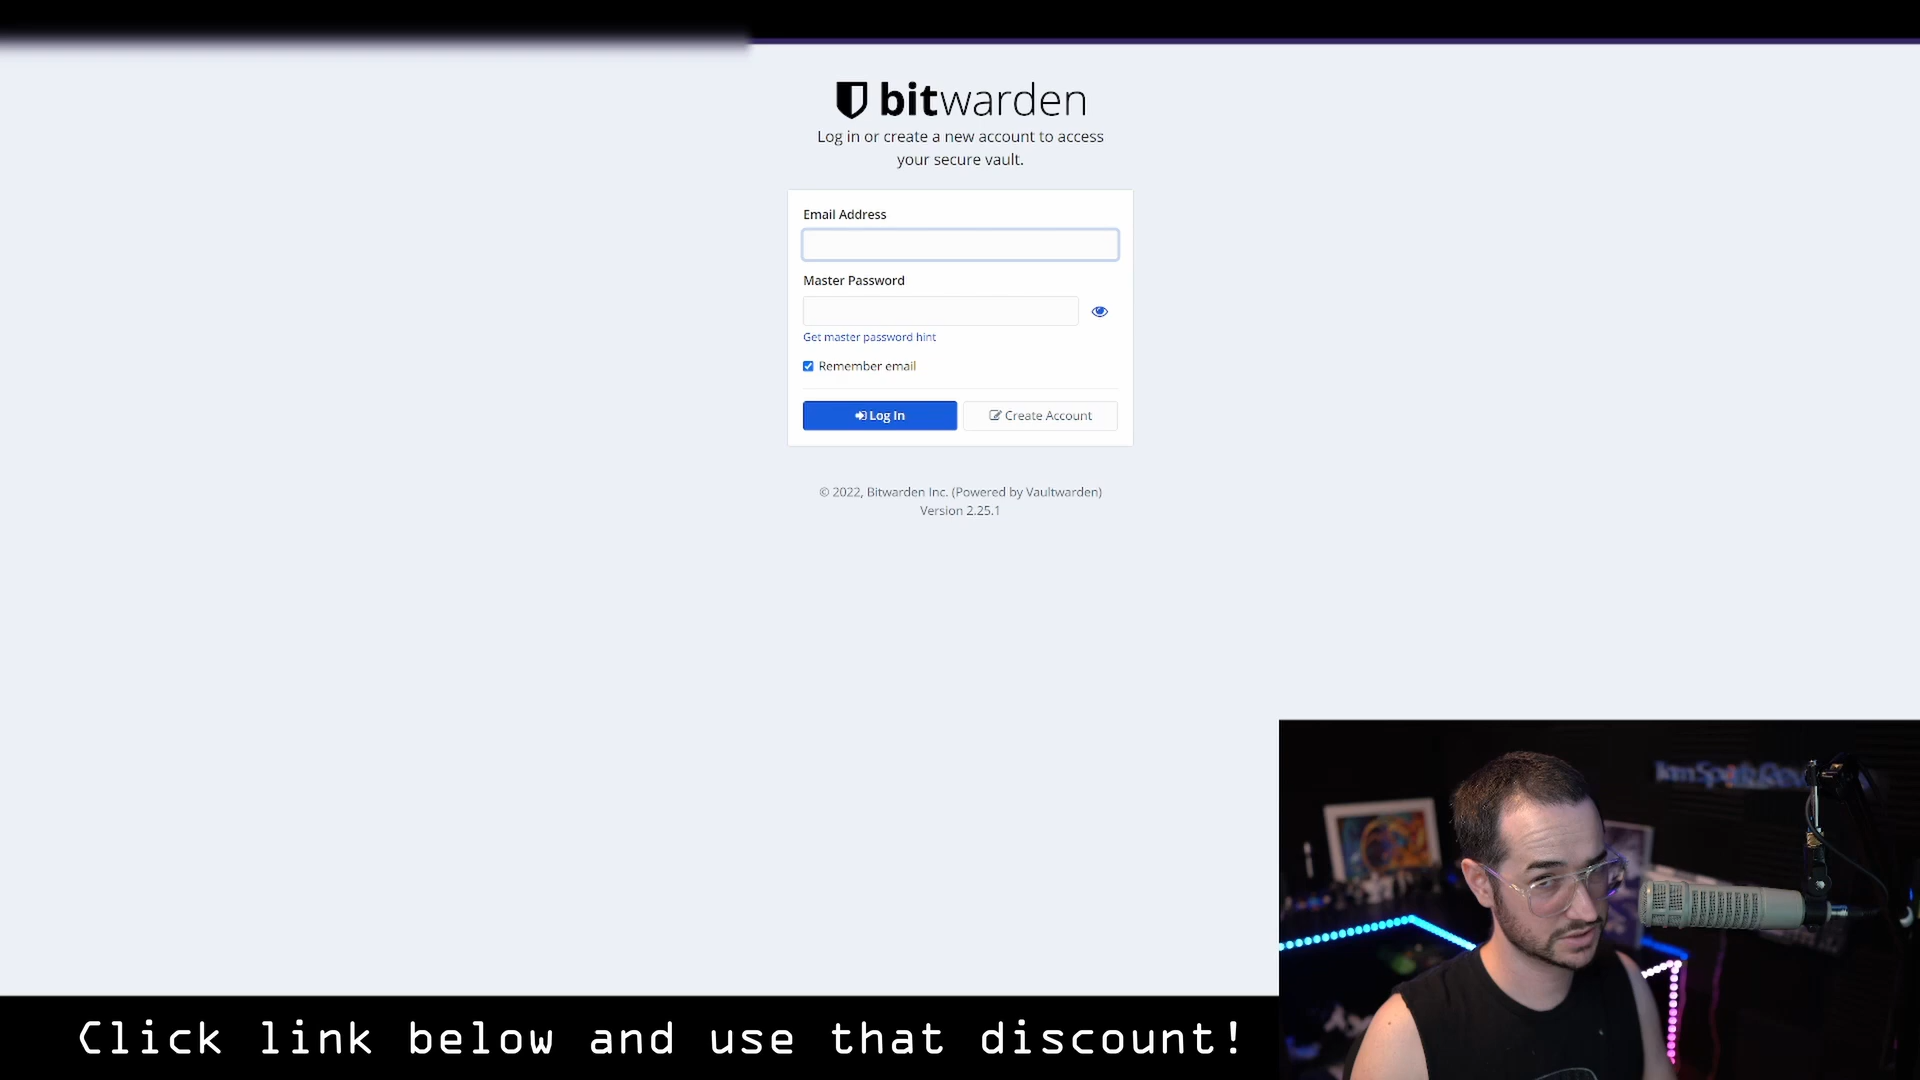 bitwarden
Log in or create a new account to access
your secure vault.
Email Address
Master Password
Get master password hint
Remember email
Log In
Create Account
© 2022, Bitwarden Inc. (Powered by Vaultwarden)
Version 2.25.1
Click link below and use that discount!